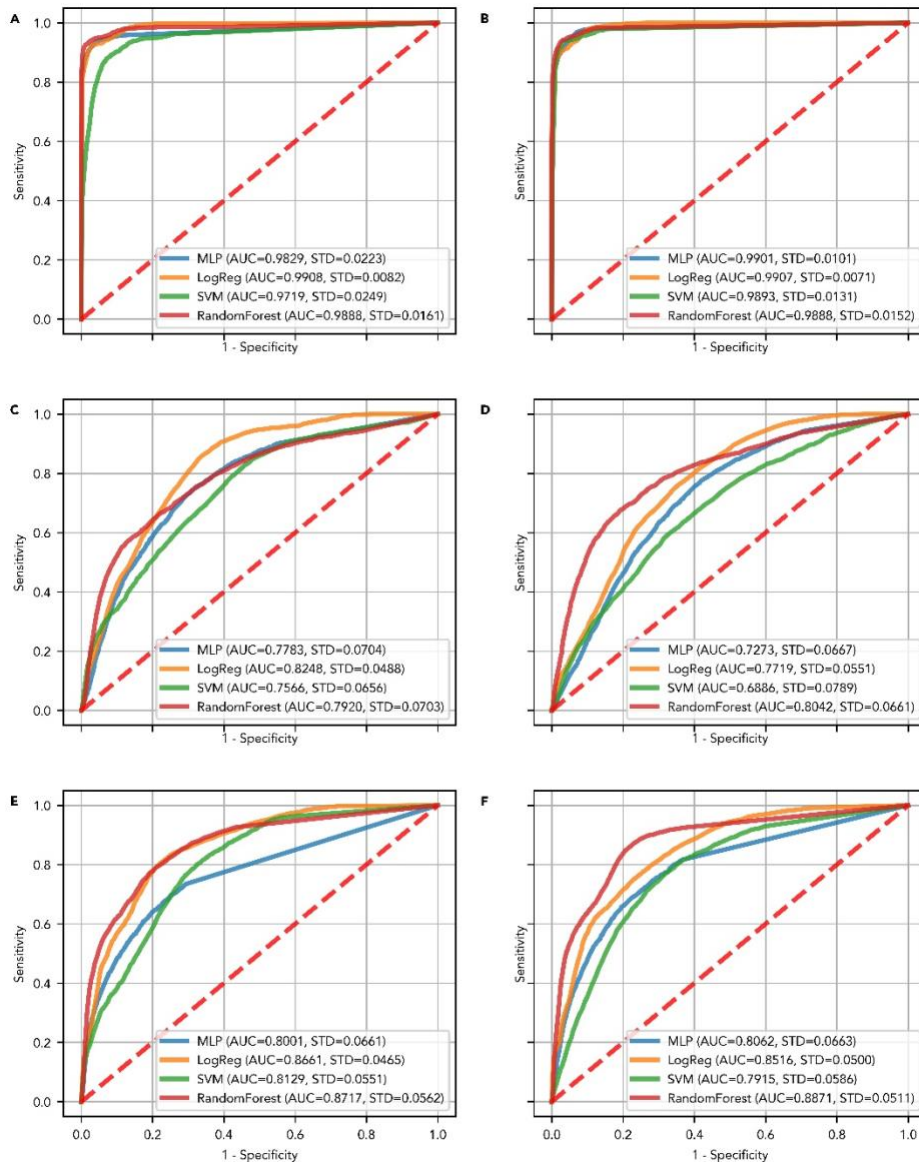 A
1.0
0.8
0.6
0.4
0.2
0.0
Sensitivity
MLP (AUC=0.9829, STD=0.0223)
LogReg (AUC=0.9908, STD=0.0082)
SVM (AUC=0.9719, STD=0.0249)
RandomForest (AUC=0.9888, STD=0.0161)
1 - Specificity
B
Sensitivity
MLP (AUC=0.9901, STD=0.0101)
LogReg (AUC=0.9907, STD=0.0071)
SVM (AUC=0.9893, STD=0.0131)
RandomForest (AUC=0.9888, STD=0.0152)
1 - Specificity
C
1.0
0.8
0.6
0.4
0.2
0.0
Sensitivity
MLP (AUC=0.7783, STD=0.0704)
LogReg (AUC=0.8248, STD=0.0488)
SVM (AUC=0.7566, STD=0.0656)
RandomForest (AUC=0.7920, STD=0.0703)
1 - Specificity
D
Sensitivity
MLP (AUC=0.7273, STD=0.0667)
LogReg (AUC=0.7719, STD=0.0551)
SVM (AUC=0.6886, STD=0.0789)
RandomForest (AUC=0.8042, STD=0.0661)
1 - Specificity
E
1.0
0.8
0.6
0.4
0.2
0.0
Sensitivity
MLP (AUC=0.8001, STD=0.0661)
LogReg (AUC=0.8661, STD=0.0465)
SVM (AUC=0.8129, STD=0.0551)
RandomForest (AUC=0.8717, STD=0.0562)
0.0 0.2 0.4 0.6 0.8 1.0
1 - Specificity
F
Sensitivity
MLP (AUC=0.8062, STD=0.0663)
LogReg (AUC=0.8516, STD=0.0500)
SVM (AUC=0.7915, STD=0.0586)
RandomForest (AUC=0.8871, STD=0.0511)
0.0 0.2 0.4 0.6 0.8 1.0
1 - Specificity